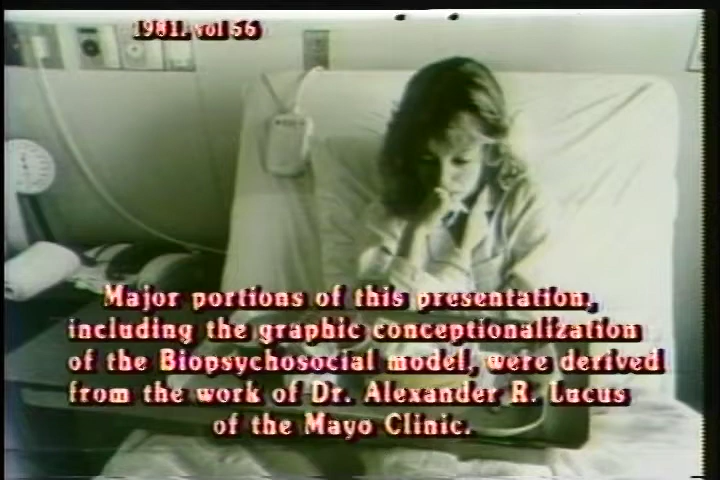 1981. vol 56
Major portions of this presentation,
including the graphic conceptionalization
of the Biopsychosocial model, were derived
from the work of Dr. Alexander R. Lucus
of the Mayo Clinic.